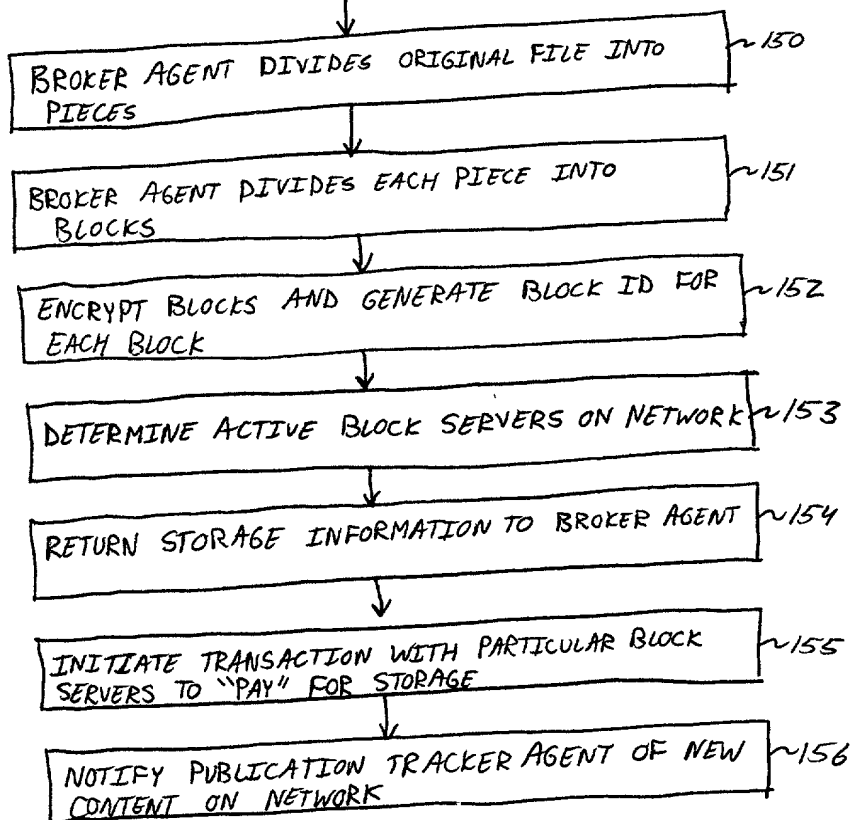 BROKER AGENT DIVIDES ORIGINAL FILE INTO
PIECES
150
BROKER AGENT DIVIDES EACH PIECE INTO
BLOCKS
151
ENCRYPT BLOCKS AND GENERATE BLOCK ID FOR
EACH BLOCK
152
DETERMINE ACTIVE BLOCK SERVERS ON NETWORK
153
RETURN STORAGE INFORMATION TO BROKER AGENT
154
INITIATE TRANSACTION WITH PARTICULAR BLOCK
SERVERS TO "PAY" FOR STORAGE
155
NOTIFY PUBLICATION TRACKER AGENT OF NEW
CONTENT ON NETWORK
156